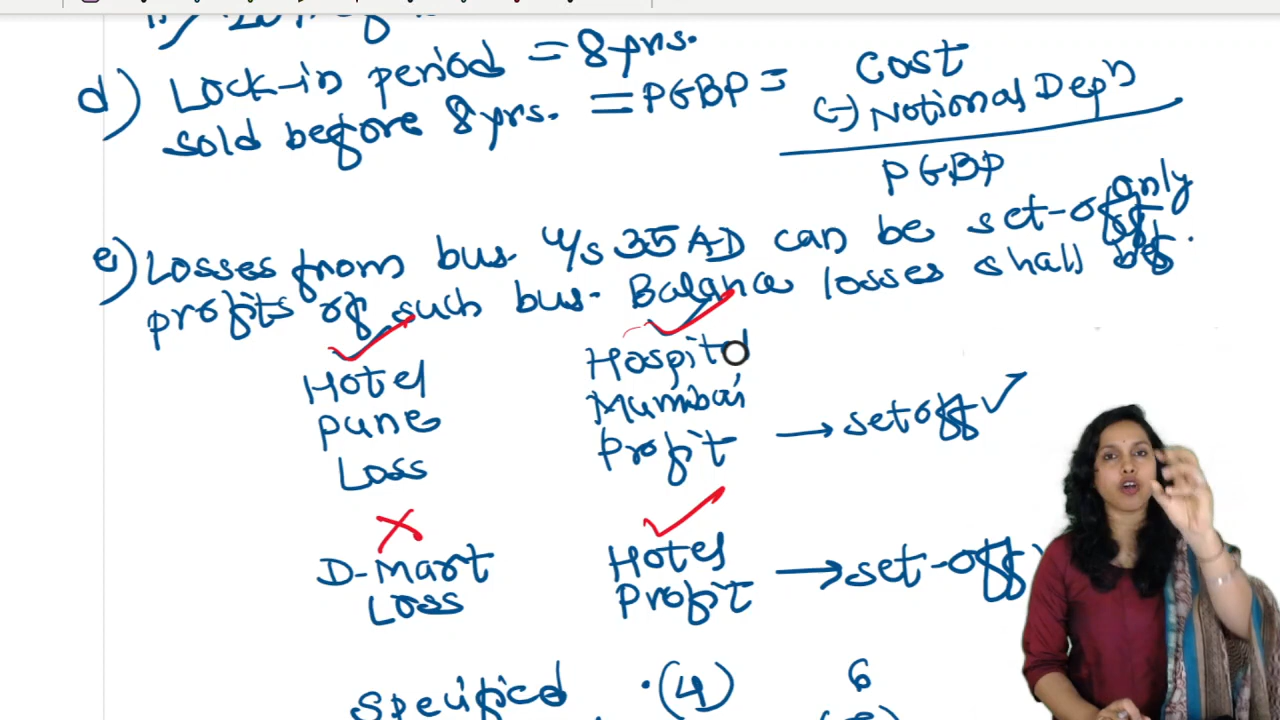 d) Lock-in period = 8 yrs.
sold before 8 yrs. = PGBP =
Cost
(-) Notional Depn
PGBP
e) Losses from bus. u/s 35AD can be set-off only
profits of such bus. Balance losses shall be
Hotel
Pune
Loss
Hospital
Mumbai
Profit
→ set off ✓
D-Mart
Loss
Hotel
Profit
→ set-off
Specified
(4)
6